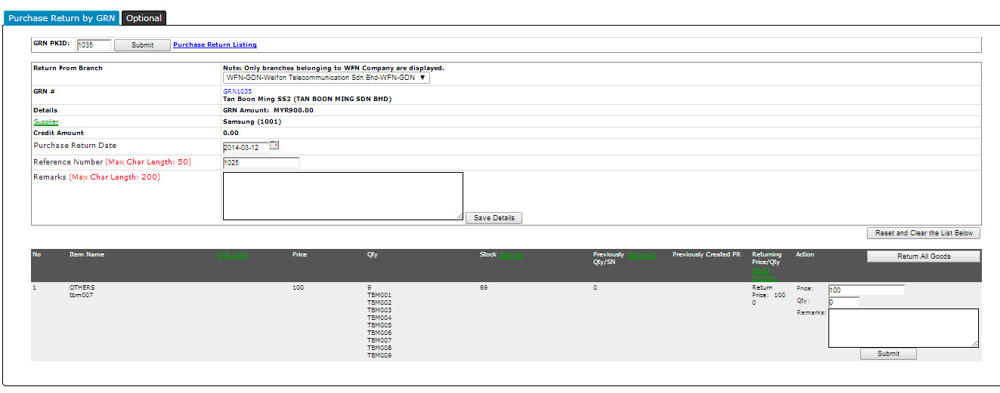 Purchase Return by GRN Optional
GRN PKID: 1035 Submit Purchase Return Listing
Return From Branch Note: Only branches belonging to WFN Company are displayed.
WFN-GDN-Welfon Telecommunication Sdn Bhd-WFN-GDN
GRN # GRN1035
Tan Boon Ming SS2 (TAN BOON MING SDN BHD)
Details GRN Amount: MYR900.00
Supplier Samsung (1001)
Credit Amount 0.00
Purchase Return Date 2014-03-12
Reference Number (Max Char Length: 50) 1025
Remarks (Max Char Length: 200)
Save Details
Reset and Clear the List Below
No Item Name Price Qty Stock Previously Previously Created PR Returning Action Return All Goods
Qty/SN Price/Qty
1 OTHERS 100 9 69 0 Return Price: 100
tbm007 TBM001 Price: 100
TBM002 0 Qty: 0
TBM003 Remarks:
TBM004
TBM005
TBM006
TBM007
TBM008
TBM009 Submit